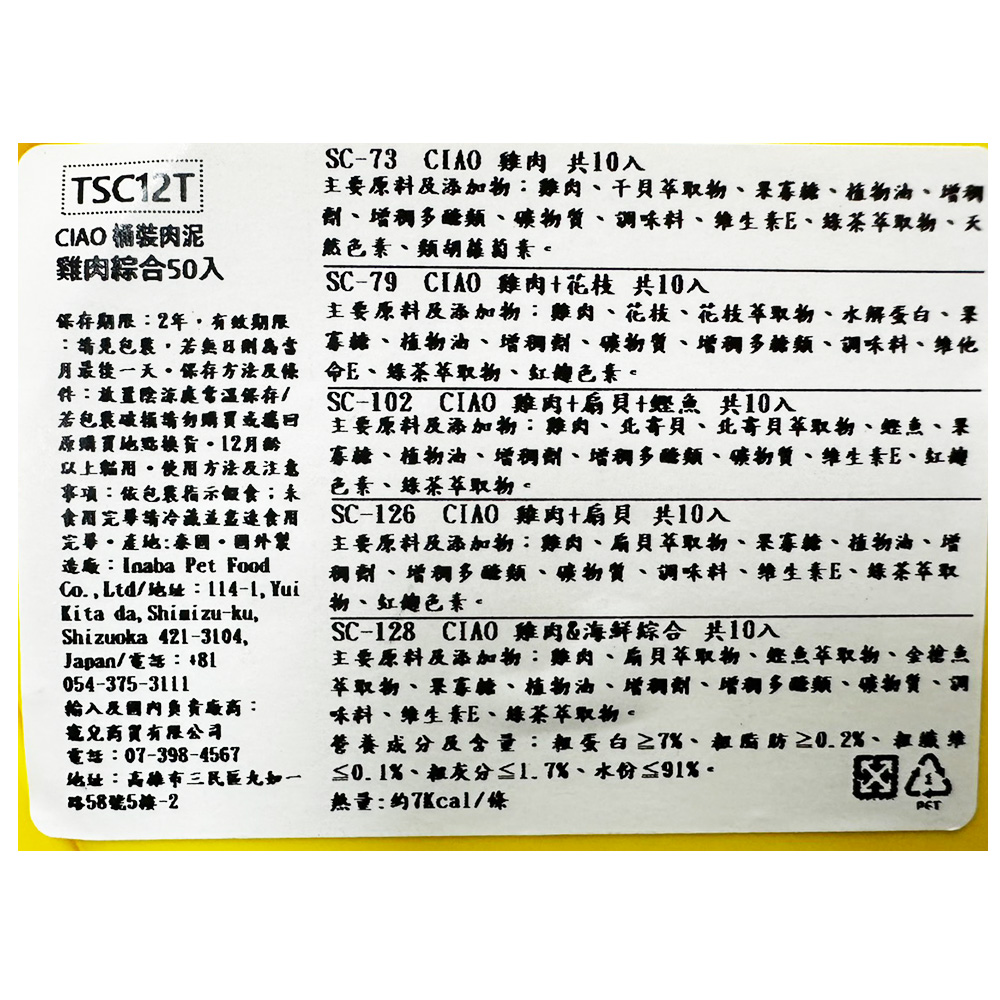 TSC12T
CIAO 桶裝肉泥
雞肉綜合50入
保存期限：2年，有效期限
：請見包裝，若無日則為當
月最後一天。保存方法及條
件：放置陰涼處常溫保存/
若包裝破損請勿購買或攜回
原購買地點換貨。12月齡
以上貓用。使用方法及注意
事項：依包裝指示餵食；未
食用完畢請冷藏並盡速食用
完畢。產地:泰國。國外製
造廠：Inaba Pet Food
Co.,Ltd/地址：114-1,Yui
Kita da,Shimizu-ku,
Shizuoka 421-3104,
Japan/電話：+81
054-375-3111
輸入及國內負責廠商：
寵兒商貿有限公司
電話：07-398-4567
地址：高雄市三民區九如一
路58號5樓-2
SC-73 CIAO 雞肉 共10入
主要原料及添加物：雞肉、干貝萃取物、果寡糖、植物油、增稠
劑、增稠多醣類、礦物質、調味料、維生素E、綠茶萃取物、天
然色素、類胡蘿蔔素。
SC-79 CIAO 雞肉+花枝 共10入
主要原料及添加物：雞肉、花枝、花枝萃取物、水解蛋白、果
寡糖、植物油、增稠劑、礦物質、增稠多糖類、調味料、維他
命E、綠茶萃取物、紅麴色素。
SC-102 CIAO 雞肉+扇貝+鰹魚 共10入
主要原料及添加物：雞肉、北寄貝、北寄貝萃取物、鰹魚、果
寡糖、植物油、增稠劑、增稠多醣類、礦物質、維生素E、紅麴
色素、綠茶萃取物。
SC-126 CIAO 雞肉+扇貝 共10入
主要原料及添加物：雞肉、扇貝萃取物、果寡糖、植物油、增
稠劑、增稠多醣類、礦物質、調味料、維生素E、綠茶萃取
物、紅麴色素。
SC-128 CIAO 雞肉&海鮮綜合 共10入
主要原料及添加物：雞肉、扇貝萃取物、鰹魚萃取物、金槍魚
萃取物、果寡糖、植物油、增稠劑、增稠多醣類、礦物質、調
味料、維生素E、綠茶萃取物。
營養成分及含量：粗蛋白≧7%、粗脂肪≧0.2%、粗纖維
≦0.1%、粗灰分≦1.7%、水份≦91%。
熱量:約7Kcal/條
1
PET